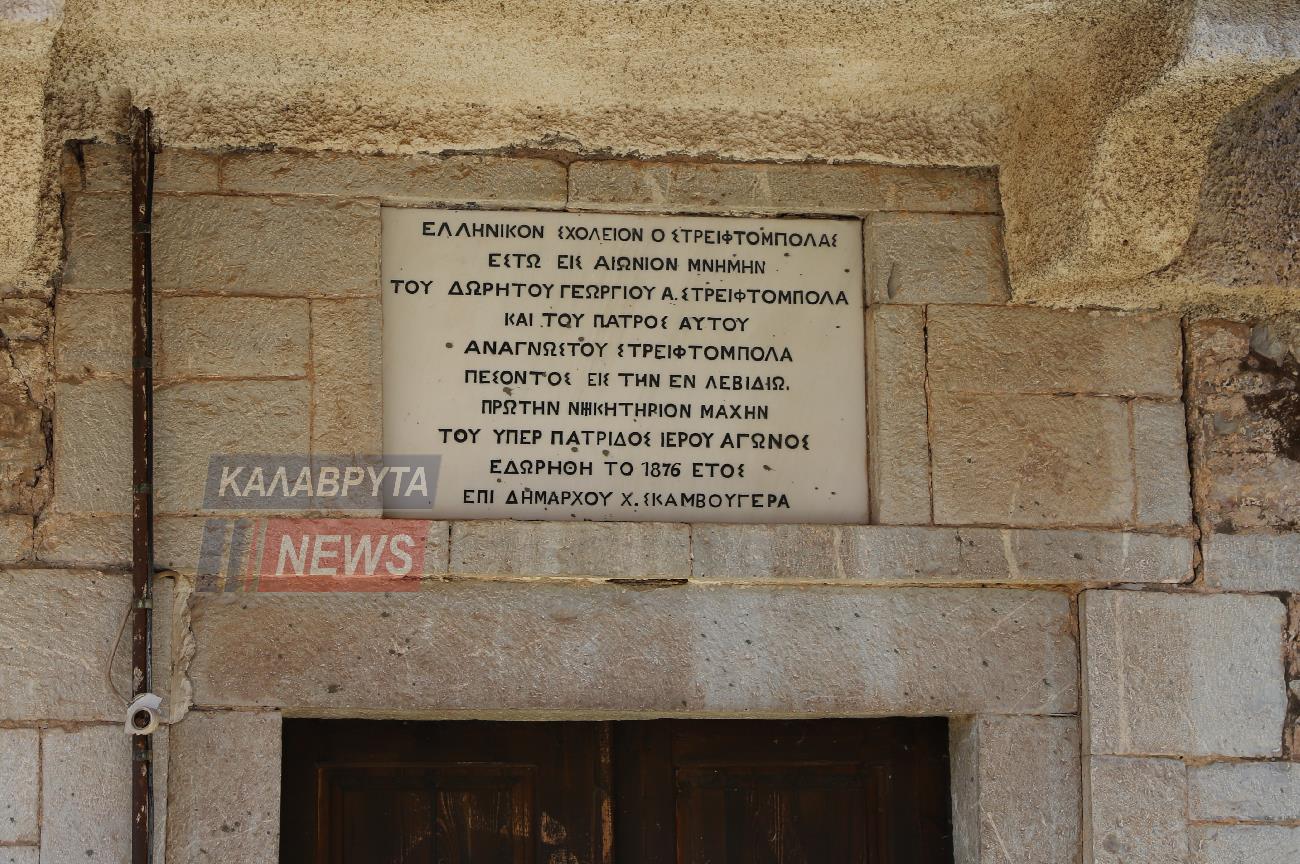 ΕΛΛΗΝΙΚΟΝ ΣΧΟΛΕΙΟΝ Ο ΣΤΡΕΙΦΤΟΜΠΟΛΑΣ
ΕΣΤΩ ΕΙΣ ΑΙΩΝΙΟΝ ΜΝΗΜΗΝ
ΤΟΥ ΔΩΡΗΤΟΥ ΓΕΩΡΓΙΟΥ Α. ΣΤΡΕΙΦΤΟΜΠΟΛΑ
ΚΑΙ ΤΟΥ ΠΑΤΡΟΣ ΑΥΤΟΥ
ΑΝΑΓΝΩΣΤΟΥ ΣΤΡΕΙΦΤΟΜΠΟΛΑ
ΠΕΣΟΝΤΟΣ ΕΙΣ ΤΗΝ ΕΝ ΛΕΒΙΔΙΩ.
ΠΡΩΤΗΝ ΝΗΚΗΤΗΡΙΟΝ ΜΑΧΗΝ
ΤΟΥ ΥΠΕΡ ΠΑΤΡΙΔΟΣ ΙΕΡΟΥ ΑΓΩΝΟΣ
ΕΔΩΡΗΘΗ ΤΟ 1876 ΕΤΟΣ
ΕΠΙ ΔΗΜΑΡΧΟΥ Χ. ΣΚΑΜΒΟΥΓΕΡΑ
ΚΑΛΑΒΡΥΤΑ
NEWS